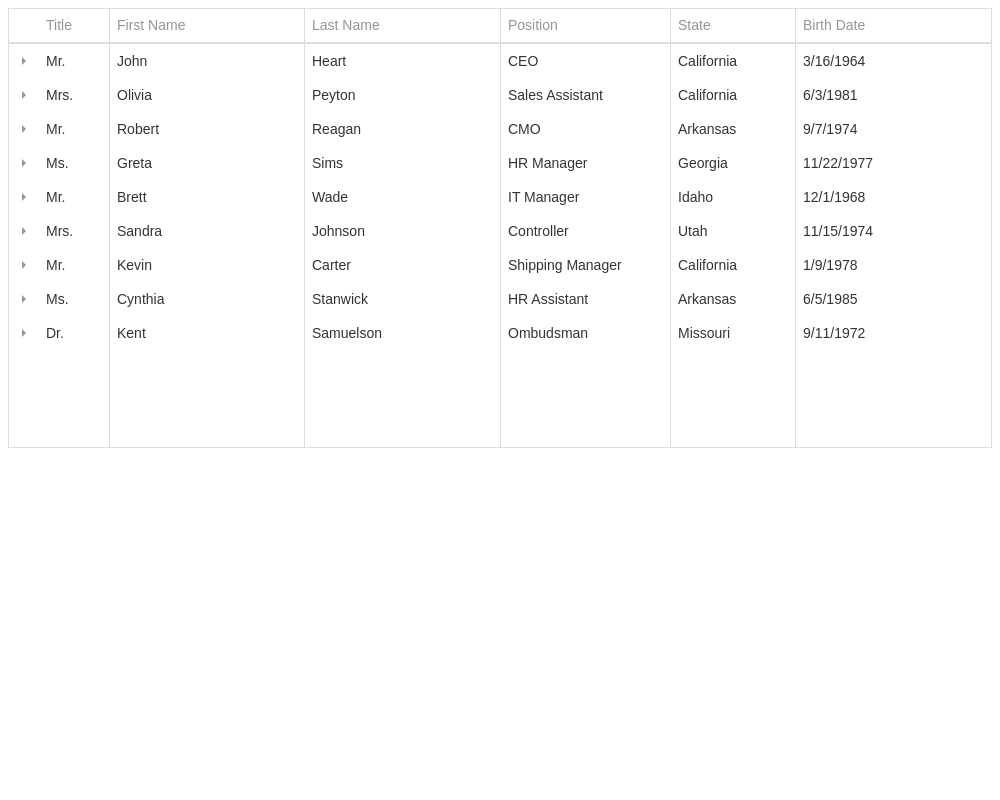 Title First Name Last Name Position State Birth Date
Mr. John Heart CEO California 3/16/1964
Mrs. Olivia Peyton Sales Assistant California 6/3/1981
Mr. Robert Reagan CMO Arkansas 9/7/1974
Ms. Greta Sims HR Manager Georgia 11/22/1977
Mr. Brett Wade IT Manager Idaho 12/1/1968
Mrs. Sandra Johnson Controller Utah 11/15/1974
Mr. Kevin Carter Shipping Manager California 1/9/1978
Ms. Cynthia Stanwick HR Assistant Arkansas 6/5/1985
Dr. Kent Samuelson Ombudsman Missouri 9/11/1972